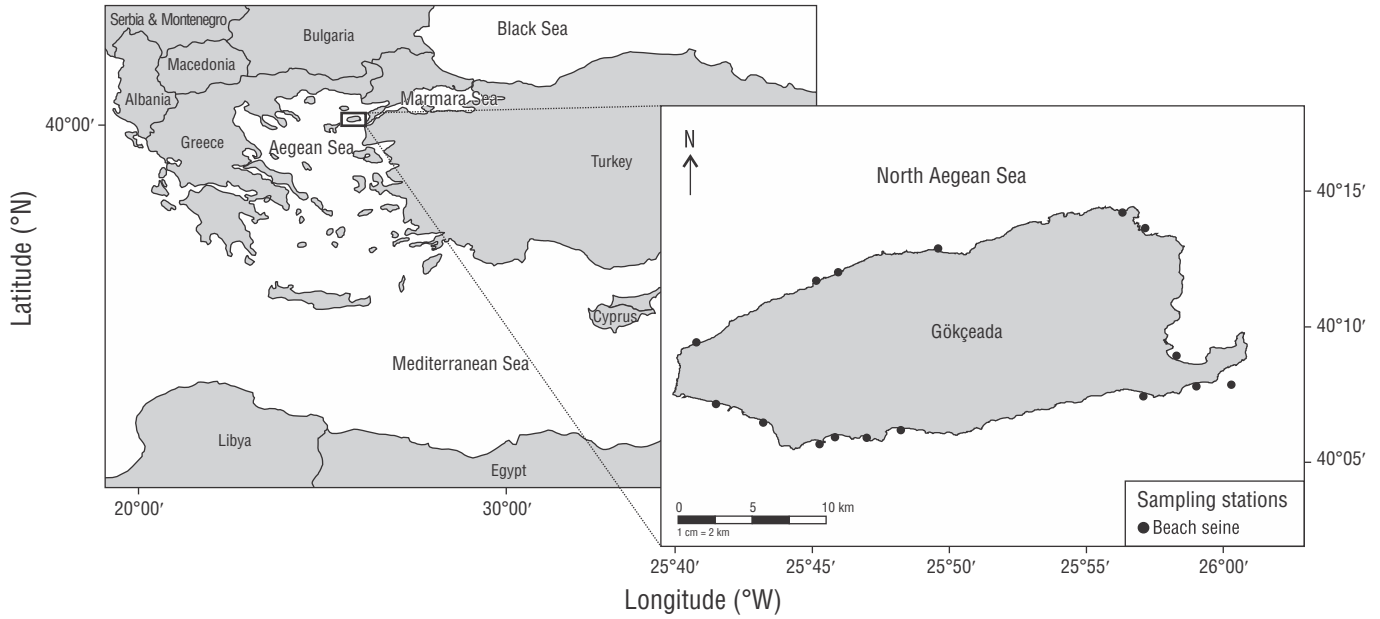 Serbia & Montenegro
Bulgaria
Black Sea
Macedonia
Albania
Marmara Sea
40°00′
Greece
Aegean Sea
Turkey
Cyprus
Mediterranean Sea
Libya
Egypt
20°00′
30°00′
Latitude (°N)
N
North Aegean Sea
40°15′
Gökçeada
40°10′
40°05′
0 5 10 km
1 cm = 2 km
Sampling stations
Beach seine
25°40′ 25°45′ 25°50′ 25°55′ 26°00′
Longitude (°W)